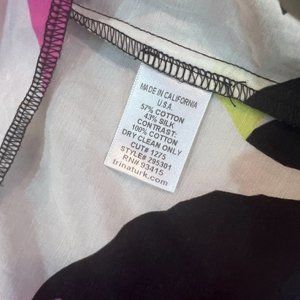 MADE IN CALIFORNIA
U.S.A.
57% COTTON
43% SILK
CONTRAST:
100% COTTON
DRY CLEAN ONLY
CUT# 1275
STYLE# 295301
RN# 93415
trinaturk.com